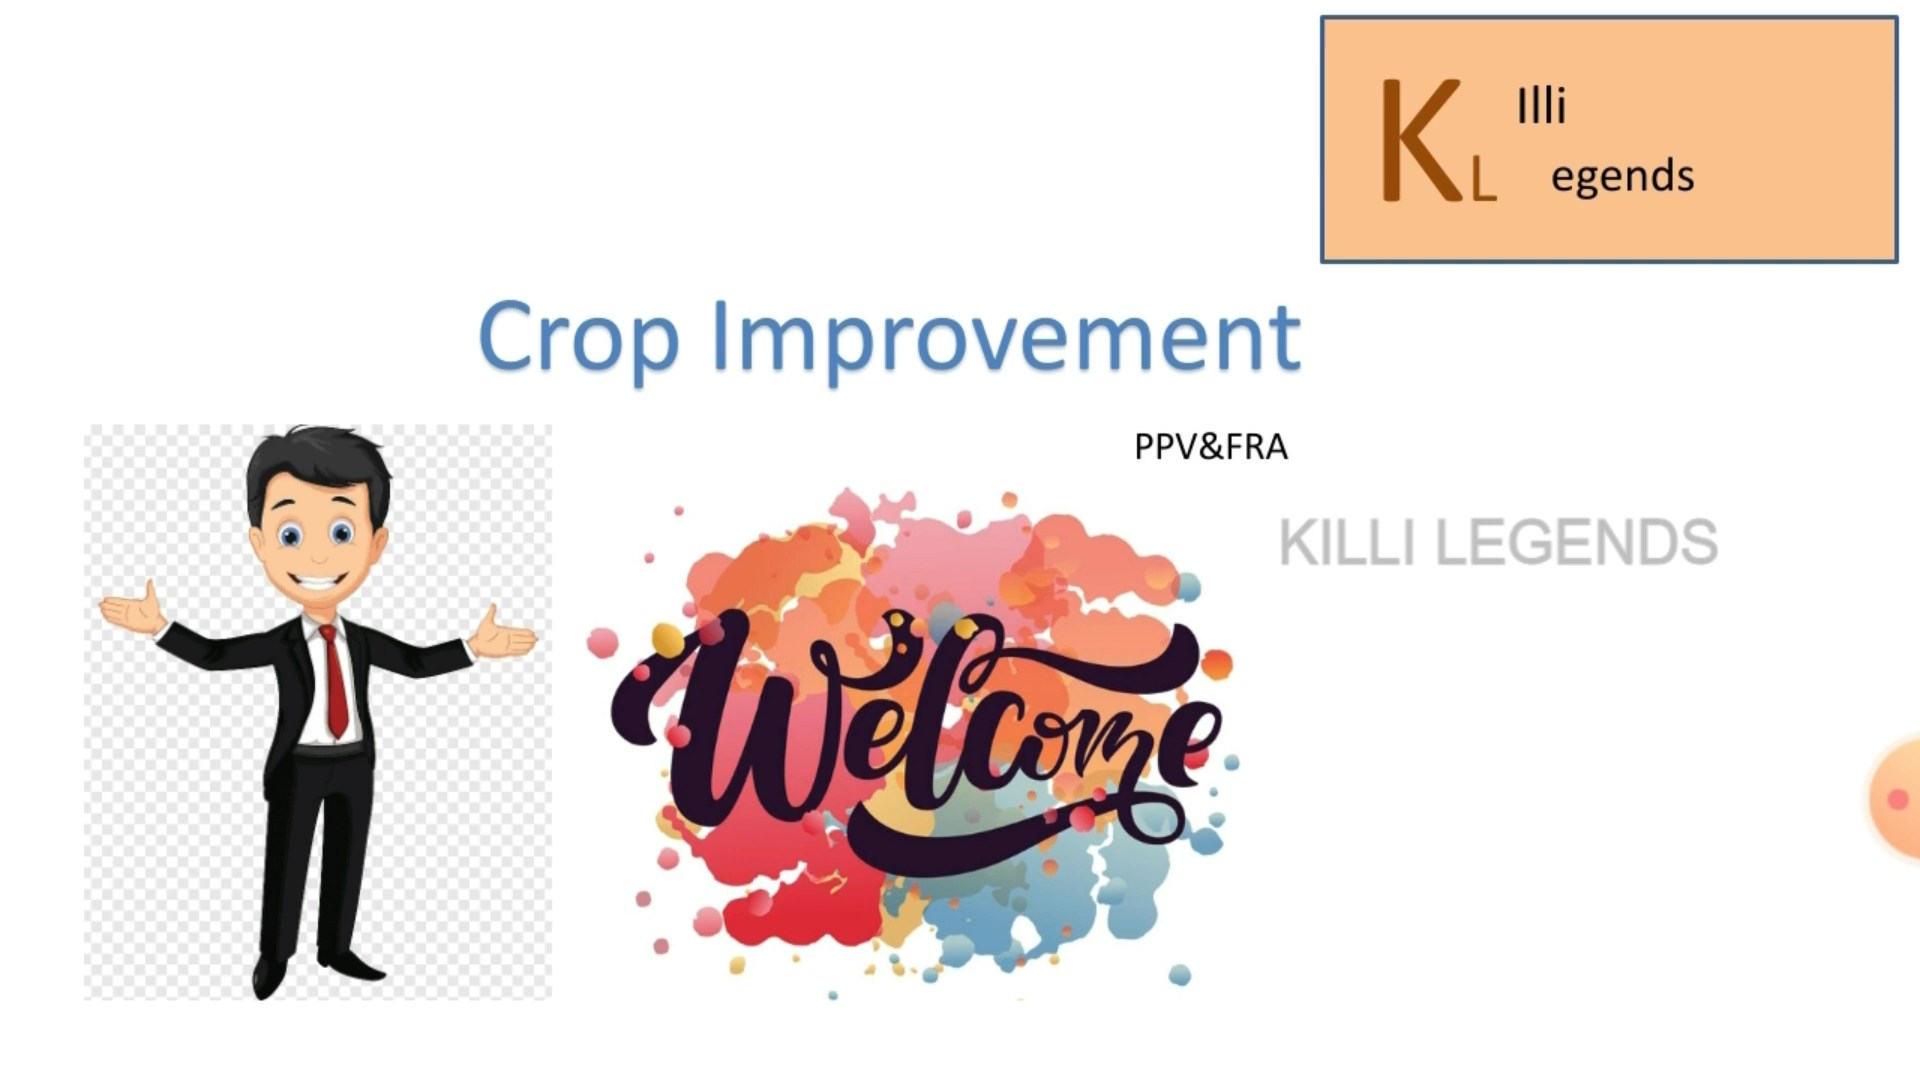 K Illi
L egends
Crop Improvement
PPV&FRA
KILLI LEGENDS
Welcome